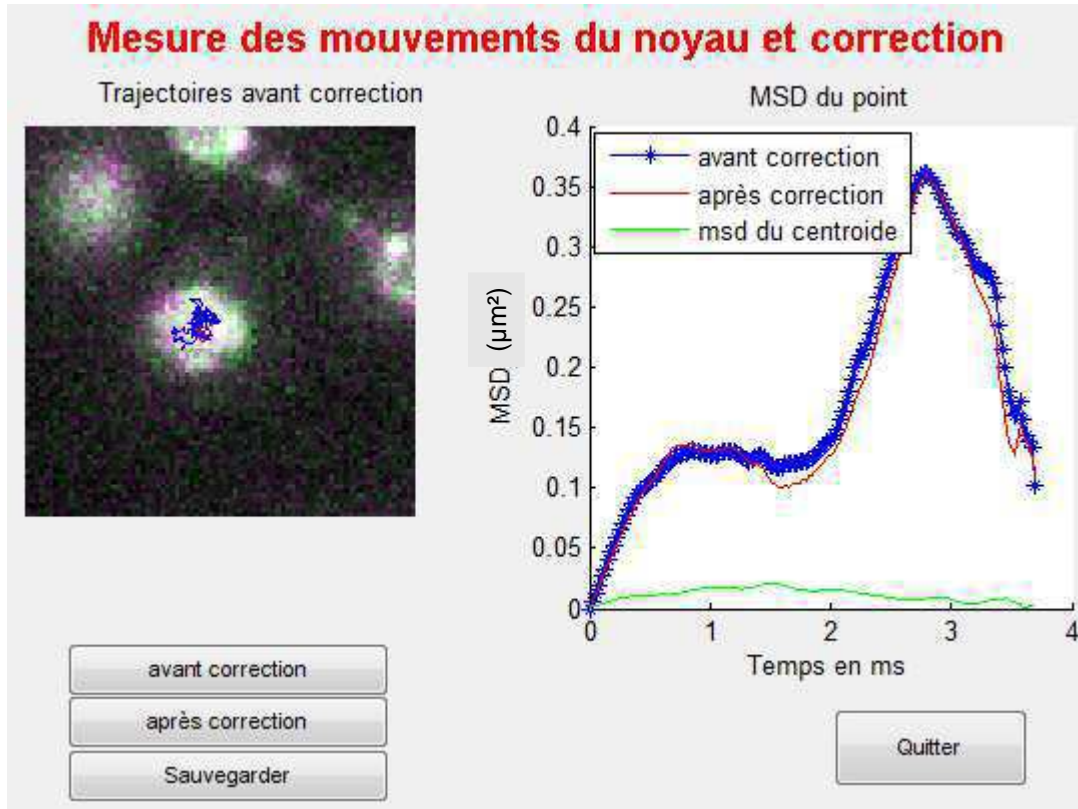 Mesure des mouvements du noyau et correction
Trajectoires avant correction
MSD du point
avant correction
après correction
msd du centroide
0.4
0.35
0.3
0.25
0.2
0.15
0.1
0.05
0
MSD (µm²)
0 1 2 3 4
Temps en ms
avant correction
après correction
Sauvegarder
Quitter